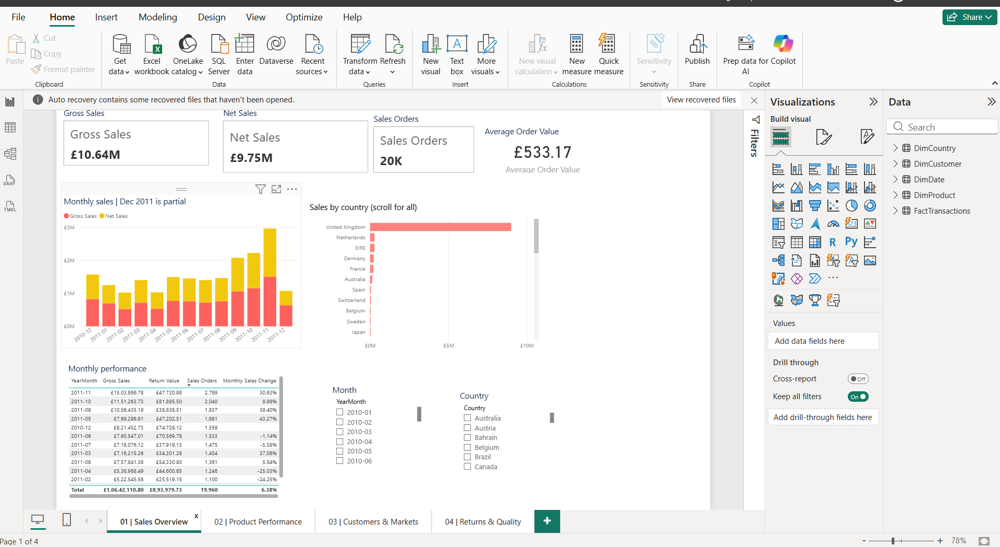 File Home Insert Modeling Design View Optimize Help Share
Paste Cut
Copy
Format painter
Clipboard
Get data Excel workbook OneLake catalog SQL Server Enter data Dataverse Recent sources
Data
Transform data Refresh
Queries
New visual Text box More visuals
Insert
New visual calculation New measure Quick measure
Calculations
Sensitivity
Sensitivity
Publish
Share
Prep data for AI Copilot
Copilot
Auto recovery contains some recovered files that haven't been opened. View recovered files
Gross Sales
Gross Sales
£10.64M
Net Sales
Net Sales
£9.75M
Sales Orders
Sales Orders
20K
Average Order Value
£533.17
Average Order Value
Monthly sales | Dec 2011 is partial
Gross Sales Net Sales
£3M
£2M
£1M
£0M
2010-12 2011-01 2011-02 2011-03 2011-04 2011-05 2011-06 2011-07 2011-08 2011-09 2011-10 2011-11 2011-12
Sales by country (scroll for all)
United Kingdom
Netherlands
EIRE
Germany
France
Australia
Spain
Switzerland
Belgium
Sweden
Japan
£0M £5M £10M
Monthly performance
YearMonth Gross Sales Return Value Sales Orders Monthly Sales Change
2011-11 £15,03,866.78 £47,720.98 2,769 30.63%
2011-10 £11,51,263.73 £81,895.50 2,040 8.98%
2011-09 £10,56,435.19 £38,838.51 1,837 39.40%
2011-05 £7,69,296.61 £47,202.51 1,681 43.27%
2010-12 £8,21,452.73 £74,729.12 1,559
2011-06 £7,60,547.01 £70,569.78 1,533 -1.14%
2011-07 £7,18,076.12 £37,919.13 1,475 -5.58%
2011-03 £7,16,215.26 £34,201.28 1,454 37.06%
2011-08 £7,57,841.38 £54,330.80 1,361 5.54%
2011-04 £5,36,968.49 £44,600.65 1,246 -25.03%
2011-02 £5,22,545.56 £25,519.15 1,100 -24.25%
Total £1,06,42,110.80 £8,93,979.73 19,960 6.38%
Month
YearMonth
2010-01
2010-02
2010-03
2010-04
2010-05
2010-06
Country
Country
Australia
Austria
Bahrain
Belgium
Brazil
Canada
Filters
Visualizations
Build visual
123
R Py
Values
Add data fields here
Drill through
Cross-report Off
Keep all filters On
Add drill-through fields here
Data
Search
DimCountry
DimCustomer
DimDate
DimProduct
FactTransactions
DAX
TMDL
01 | Sales Overview x 02 | Product Performance 03 | Customers & Markets 04 | Returns & Quality +
Page 1 of 4 - + 78%